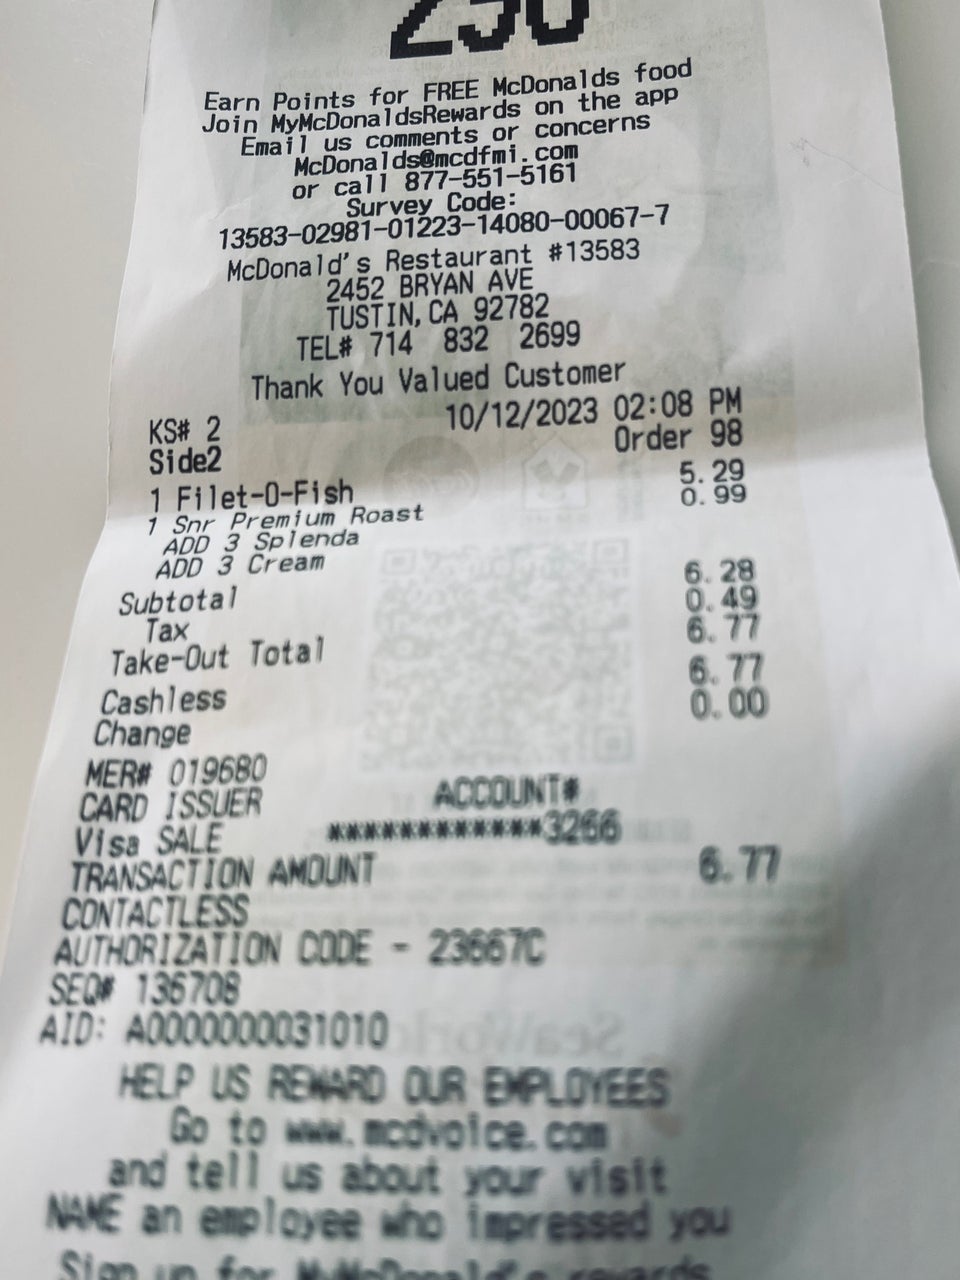 Earn Points for FREE McDonalds food
Join MyMcDonaldsRewards on the app
Email us comments or concerns
McDonalds@mcdfmi.com
or call 877-551-5161
Survey Code:
13583-02981-01223-14080-00067-7
McDonald's Restaurant #13583
2452 BRYAN AVE
TUSTIN, CA 92782
TEL# 714 832 2699
Thank You Valued Customer
KS# 2 10/12/2023 02:08 PM
Side2 Order 98
1 Filet-O-Fish 5.29
1 Snr Premium Roast 0.99
ADD 3 Splenda
ADD 3 Cream
Subtotal 6.28
Tax 0.49
Take-Out Total 6.77
Cashless 6.77
Change 0.00
MER# 019680
CARD ISSUER ACCOUNT#
Visa SALE ************3266
TRANSACTION AMOUNT 6.77
CONTACTLESS
AUTHORIZATION CODE - 23667C
SEQ# 136708
AID: A0000000031010
HELP US REWARD OUR EMPLOYEES
Go to www.mcdvoice.com
and tell us about your visit
NAME an employee who impressed you
Sign up for MyMcDonald's rewards